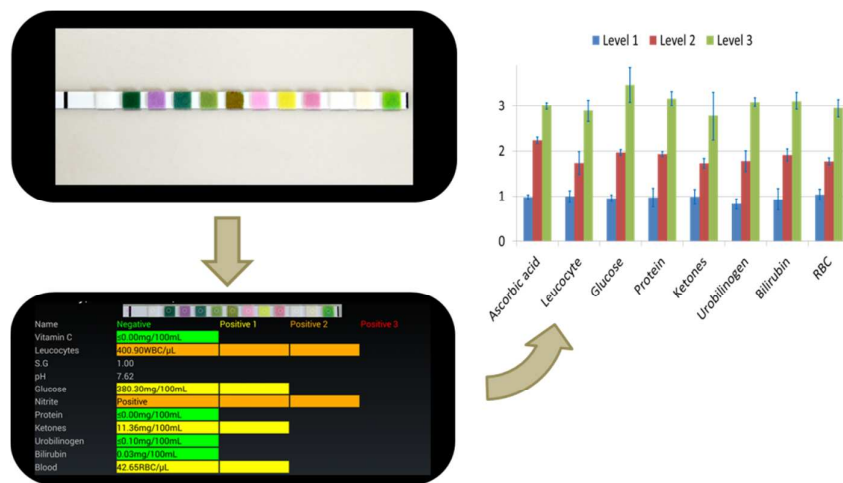 Level 1 Level 2 Level 3
3
2
1
0
Ascorbic acid
Leucocyte
Glucose
Protein
Ketones
Urobilinogen
Bilirubin
RBC
Name Negative Positive 1 Positive 2 Positive 3
Vitamin C ≤0.00mg/100mL
Leucocytes 400.90WBC/µL
S.G 1.00
pH 7.62
Glucose 380.30mg/100mL
Nitrite Positive
Protein ≤0.00mg/100mL
Ketones 11.36mg/100mL
Urobilinogen ≤0.10mg/100mL
Bilirubin 0.03mg/100mL
Blood 42.65RBC/µL